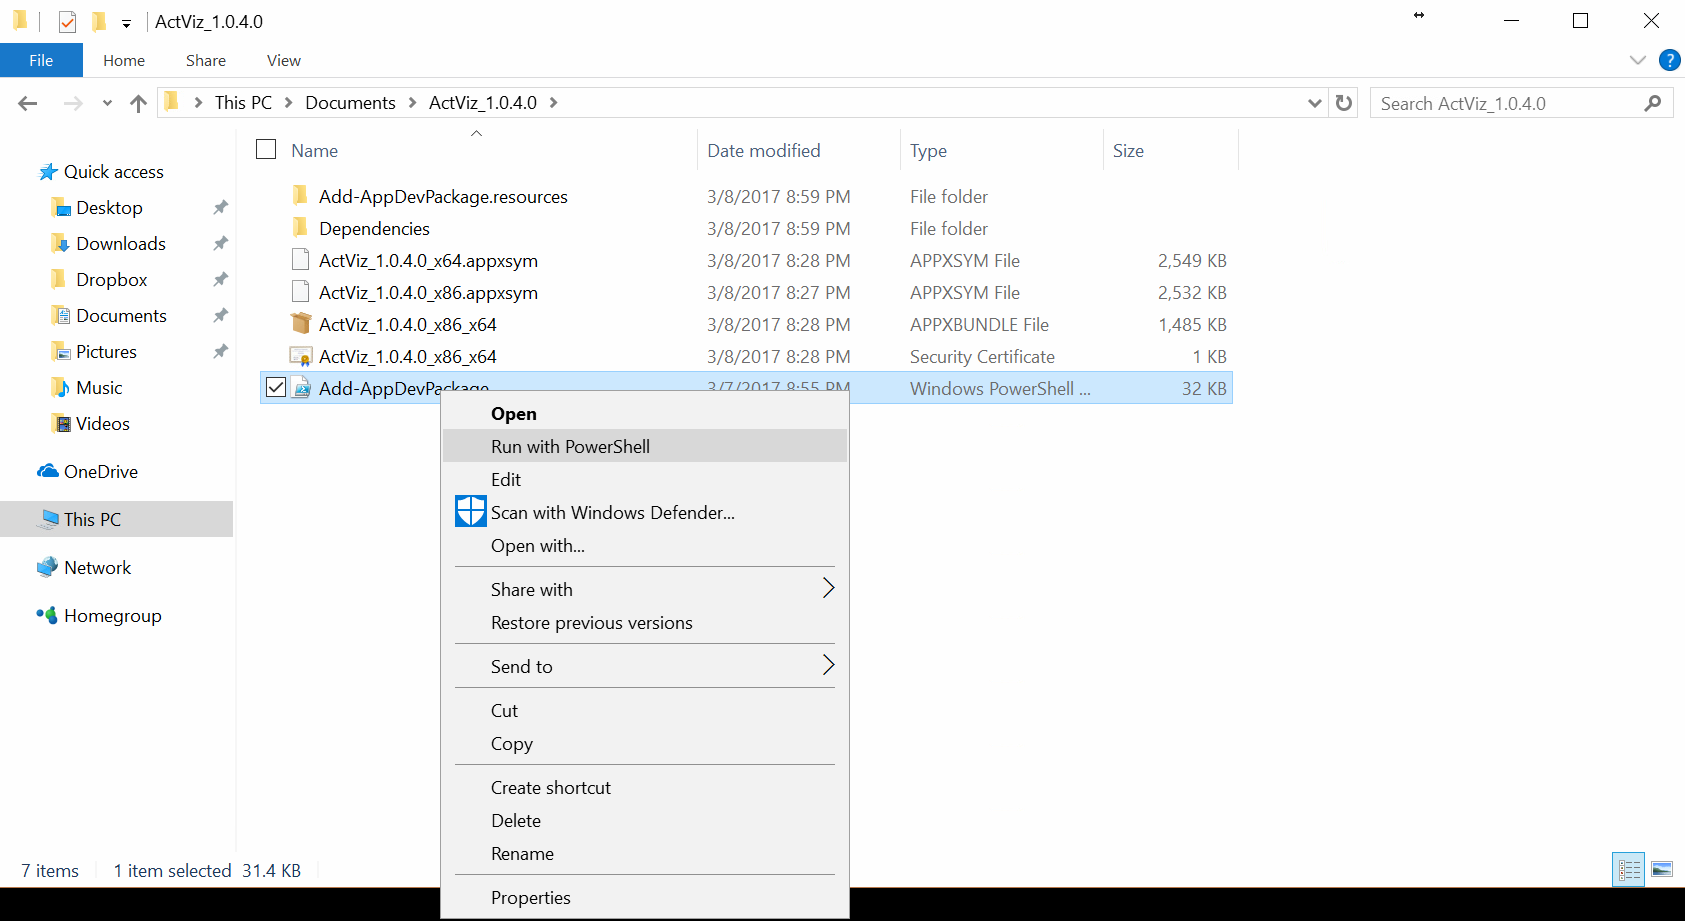 ActViz_1.0.4.0
File Home Share View
This PC Documents ActViz_1.0.4.0 Search ActViz_1.0.4.0
Name Date modified Type Size
Quick access
Desktop
Downloads
Dropbox
Documents
Pictures
Music
Videos
OneDrive
This PC
Network
Homegroup
Add-AppDevPackage.resources 3/8/2017 8:59 PM File folder
Dependencies 3/8/2017 8:59 PM File folder
ActViz_1.0.4.0_x64.appxsym 3/8/2017 8:28 PM APPXSYM File 2,549 KB
ActViz_1.0.4.0_x86.appxsym 3/8/2017 8:27 PM APPXSYM File 2,532 KB
ActViz_1.0.4.0_x86_x64 3/8/2017 8:28 PM APPXBUNDLE File 1,485 KB
ActViz_1.0.4.0_x86_x64 3/8/2017 8:28 PM Security Certificate 1 KB
Add-AppDevPackage 3/7/2017 8:55 PM Windows PowerShell ... 32 KB
Open
Run with PowerShell
Edit
Scan with Windows Defender...
Open with...
Share with
Restore previous versions
Send to
Cut
Copy
Create shortcut
Delete
Rename
Properties
7 items 1 item selected 31.4 KB